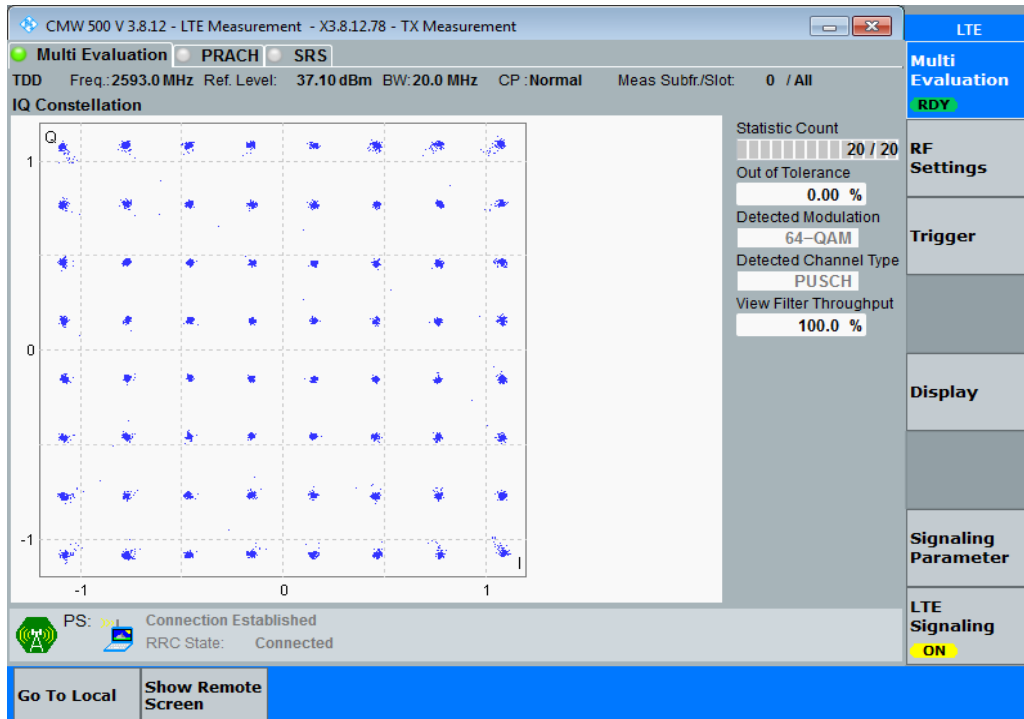 CMW 500 V 3.8.12 - LTE Measurement - X3.8.12.78 - TX Measurement
LTE
Multi Evaluation PRACH SRS
Multi
Evaluation
RDY
TDD Freq.:2593.0 MHz Ref. Level: 37.10 dBm BW:20.0 MHz CP :Normal Meas Subfr./Slot: 0 / All
IQ Constellation
Q
1
0
-1
-1 0 1
I
Statistic Count
20 / 20
Out of Tolerance
0.00 %
Detected Modulation
64-QAM
Detected Channel Type
PUSCH
View Filter Throughput
100.0 %
RF
Settings
Trigger
Display
Signaling
Parameter
LTE
Signaling
ON
PS: Connection Established
RRC State: Connected
Go To Local
Show Remote
Screen